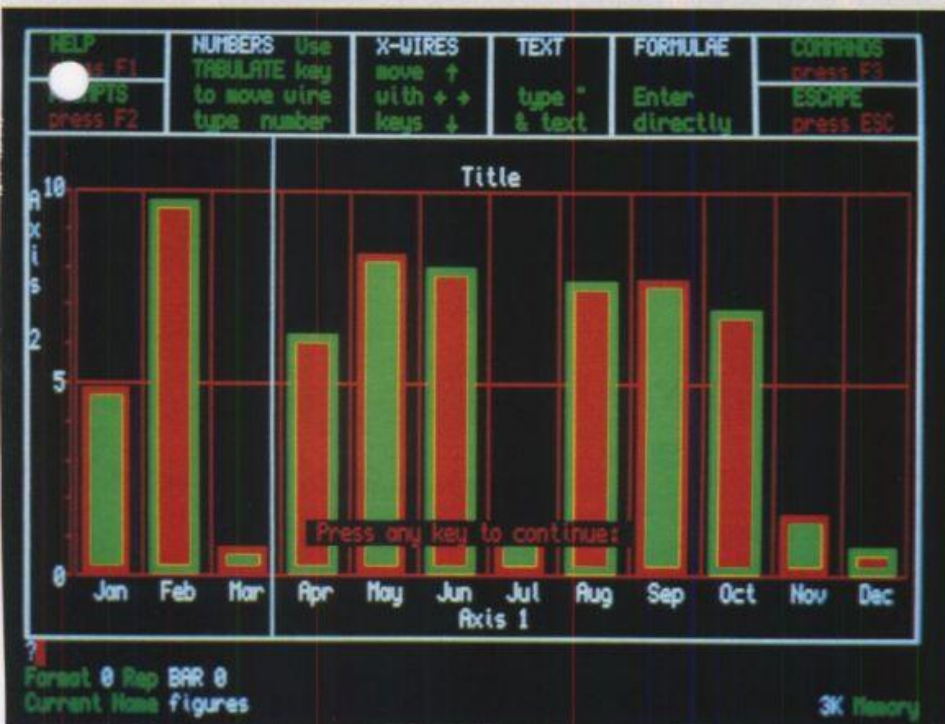 HELP
press F1
PROMPTS
press F2
NUMBERS Use
TABULATE key
to move wire
type number
X-WIRES
move ↑
with ← →
keys ↓
TEXT
type "
& text
FORMULAE
Enter
directly
COMMANDS
press F3
ESCAPE
press ESC
Title
10
5
0
Axis 2
Press any key to continue:
Jan Feb Mar Apr May Jun Jul Aug Sep Oct Nov Dec
Axis 1
?
Format 0 Rep BAR 0
Current Name figures
3K Memory